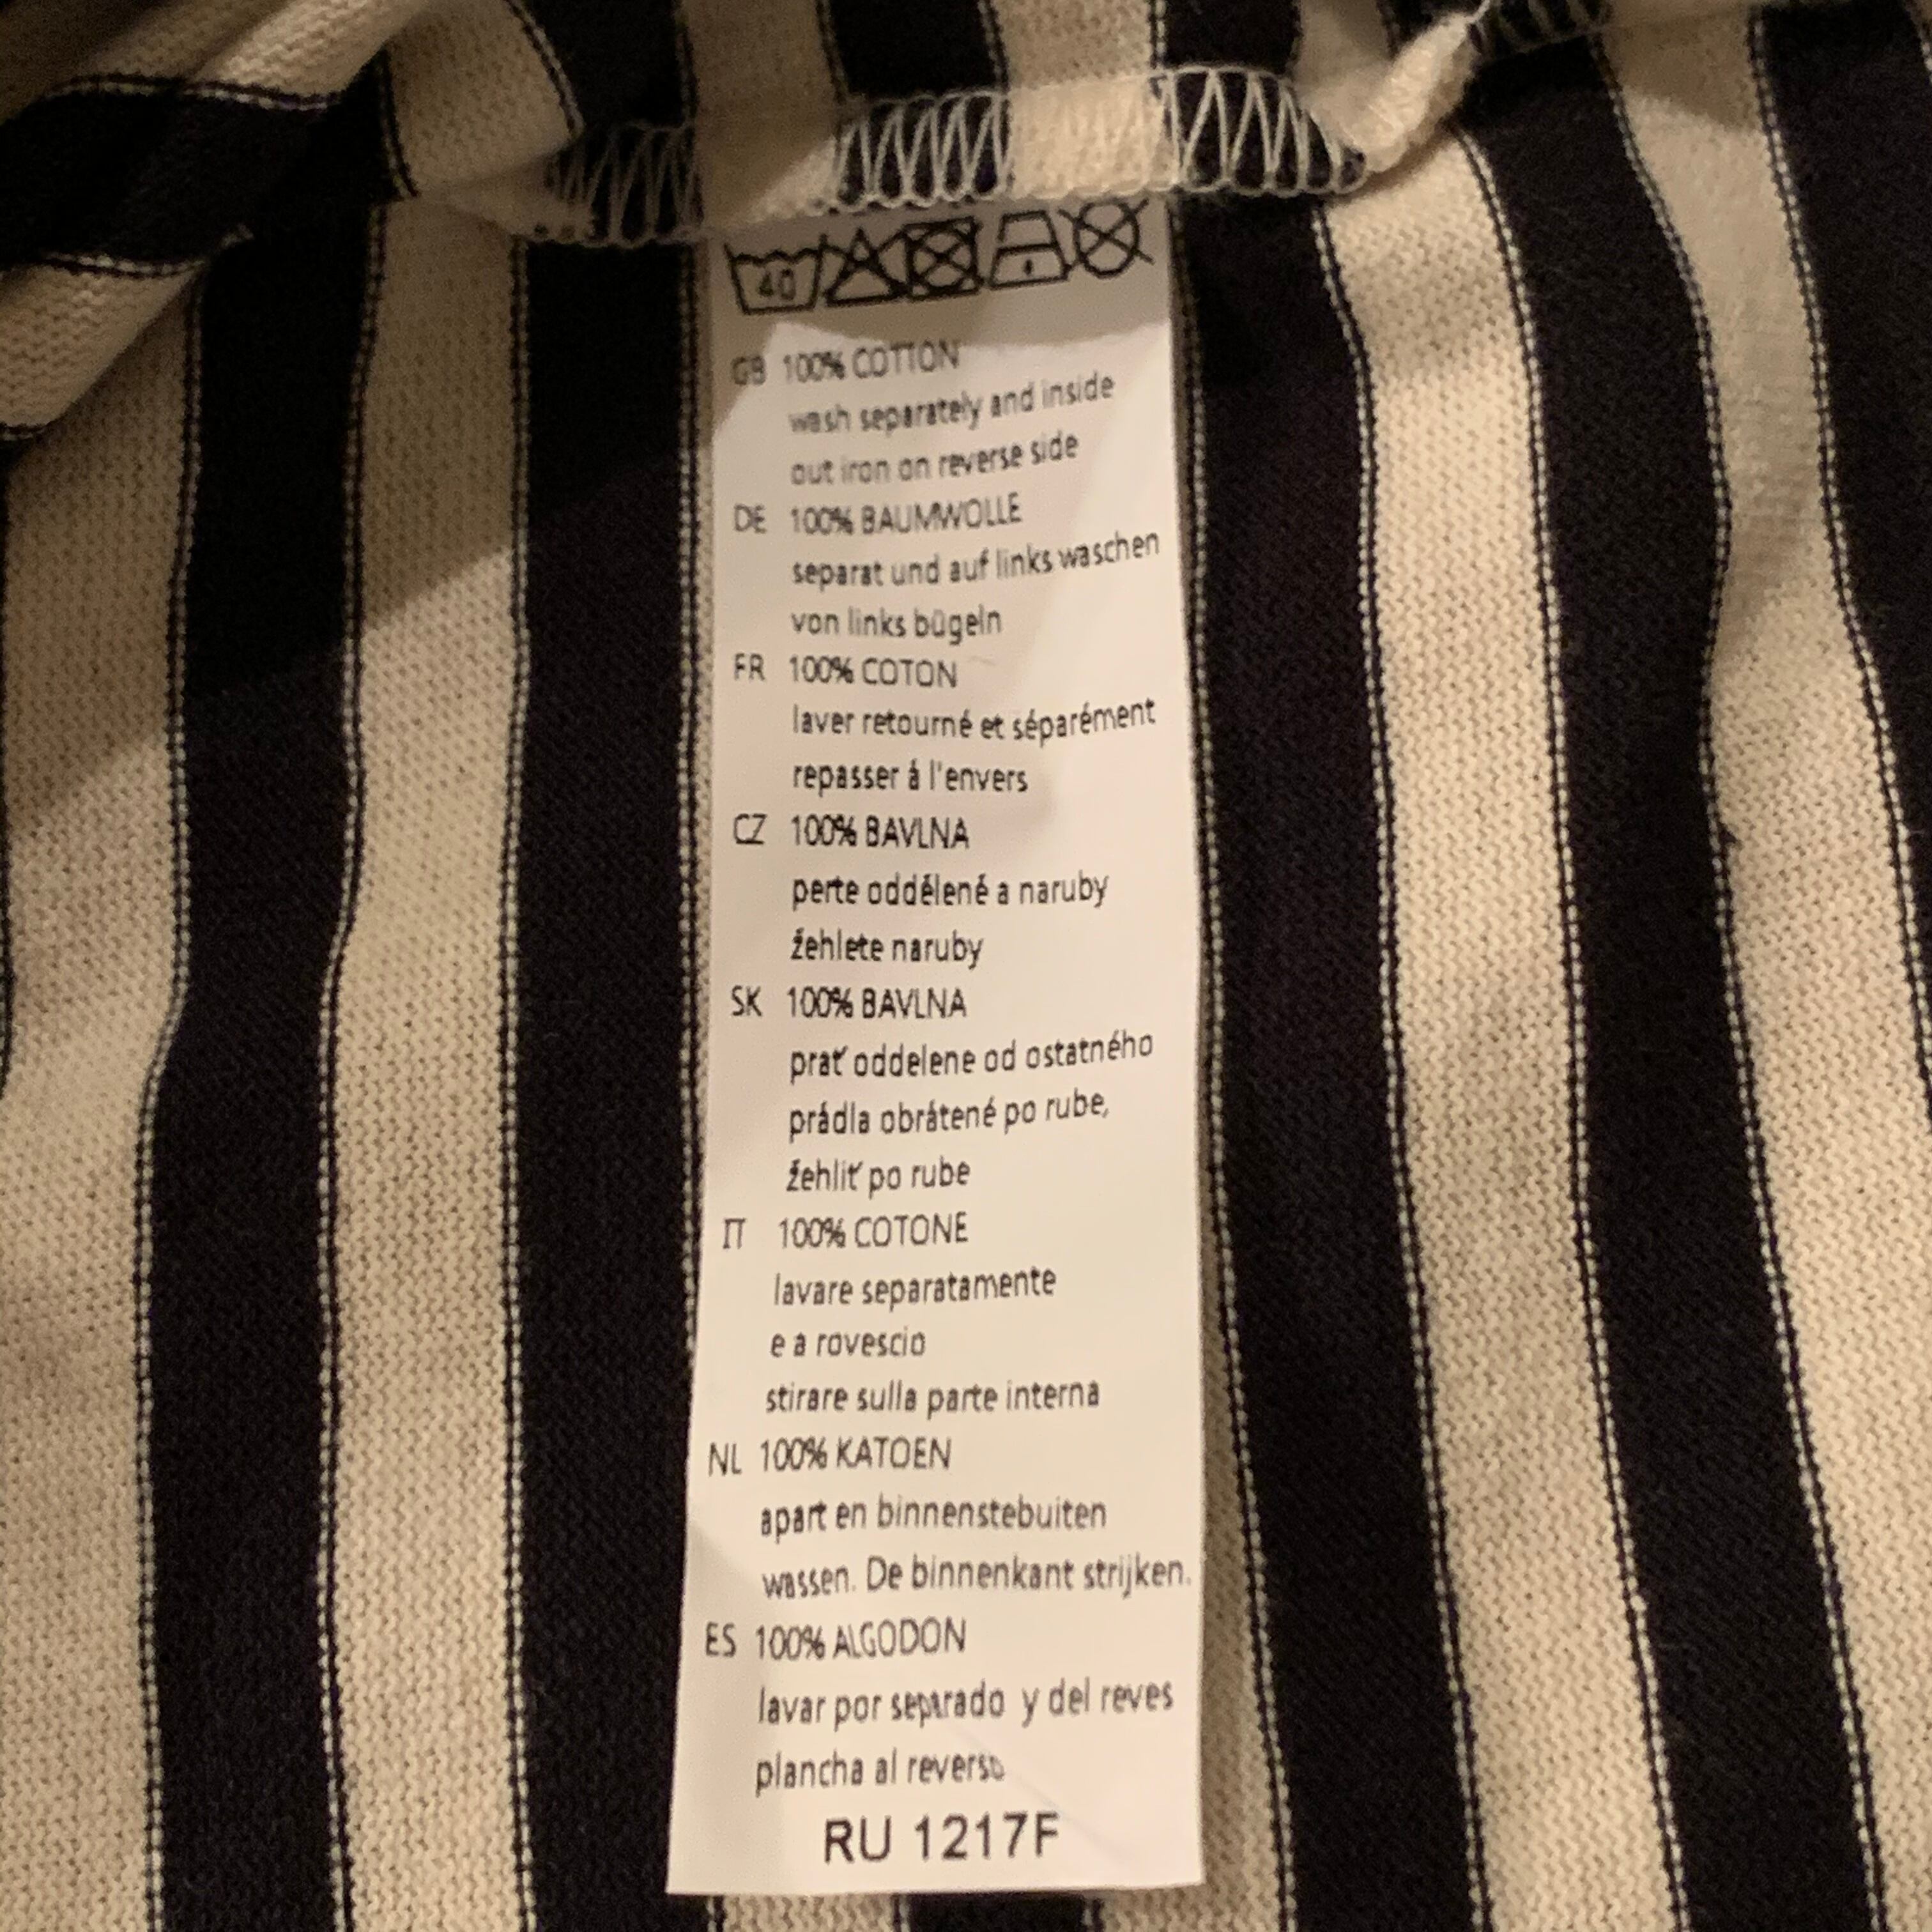 40
GB 100% COTTON
wash separately and inside
out iron on reverse side
DE 100% BAUMWOLLE
separat und auf links waschen
von links bügeln
FR 100% COTON
laver retourné et séparément
repasser á l'envers
CZ 100% BAVLNA
perte oddělené a naruby
žehlete naruby
SK 100% BAVLNA
prať oddelene od ostatného
prádla obrátené po rube,
žehliť po rube
IT 100% COTONE
lavare separatamente
e a rovescio
stirare sulla parte interna
NL 100% KATOEN
apart en binnenstebuiten
wassen. De binnenkant strijken.
ES 100% ALGODON
lavar por separado y del reves
plancha al reverso
RU 1217F